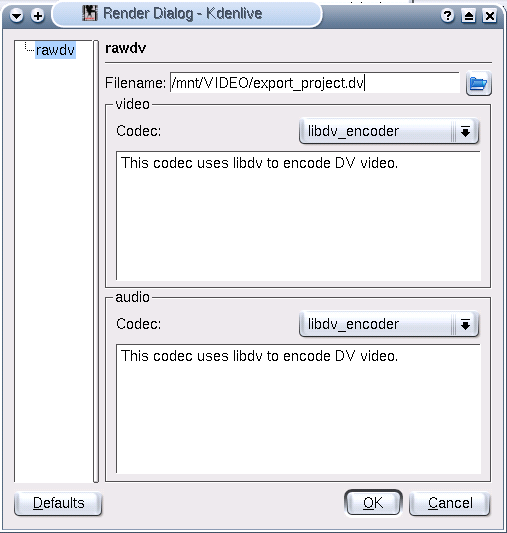 Render Dialog - Kdenlive
rawdv
rawdv
Filename: /mnt/VIDEO/export_project.dv
video
Codec: libdv_encoder
This codec uses libdv to encode DV video.
audio
Codec: libdv_encoder
This codec uses libdv to encode DV video.
Defaults OK Cancel